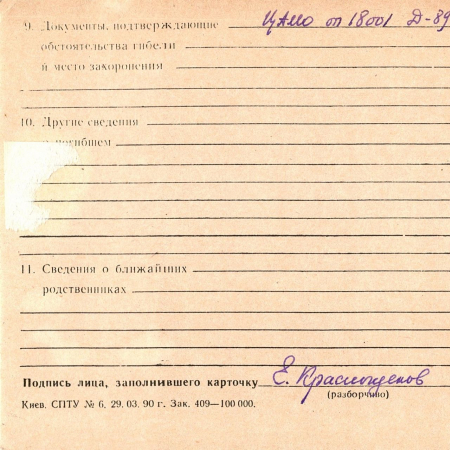 9. Документы, подтверждающие ЦАМО оп 18001 Д-89
обстоятельства гибели
и место захоронения
10. Другие сведения
о погибшем
11. Сведения о ближайших
родственниках
Подпись лица, заполнившего карточку Е.
(разборчиво)
Киев. СПТУ № 6. 29. 03. 90 г. Зак. 409—100 000.